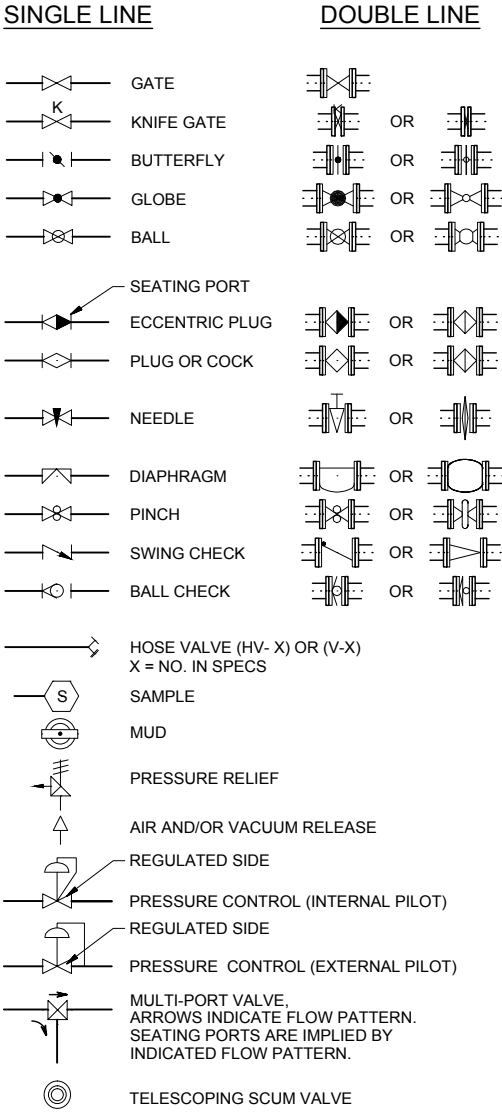 SINGLE LINE DOUBLE LINE
GATE
K
KNIFE GATE OR
BUTTERFLY OR
GLOBE OR
BALL OR
SEATING PORT
ECCENTRIC PLUG OR
PLUG OR COCK OR
NEEDLE OR
DIAPHRAGM OR
PINCH OR
SWING CHECK OR
BALL CHECK OR
HOSE VALVE (HV- X) OR (V-X)
X = NO. IN SPECS
S SAMPLE
MUD
PRESSURE RELIEF
AIR AND/OR VACUUM RELEASE
REGULATED SIDE
PRESSURE CONTROL (INTERNAL PILOT)
REGULATED SIDE
PRESSURE CONTROL (EXTERNAL PILOT)
MULTI-PORT VALVE,
ARROWS INDICATE FLOW PATTERN.
SEATING PORTS ARE IMPLIED BY
INDICATED FLOW PATTERN.
TELESCOPING SCUM VALVE